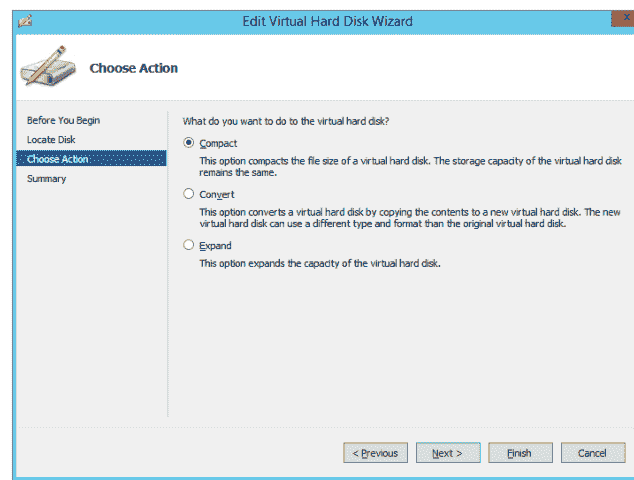 Edit Virtual Hard Disk Wizard
Choose Action
Before You Begin
Locate Disk
Choose Action
Summary
What do you want to do to the virtual hard disk?
Compact
This option compacts the file size of a virtual hard disk. The storage capacity of the virtual hard disk
remains the same.
Convert
This option converts a virtual hard disk by copying the contents to a new virtual hard disk. The new
virtual hard disk can use a different type and format than the original virtual hard disk.
Expand
This option expands the capacity of the virtual hard disk.
< Previous Next > Finish Cancel